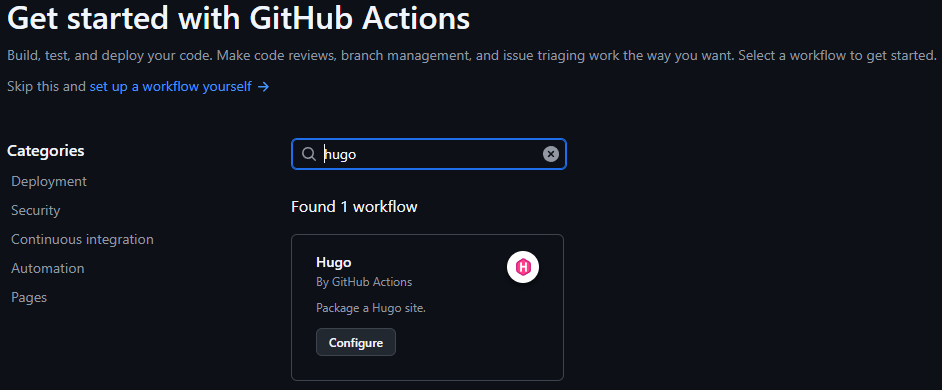 Get started with GitHub Actions
Build, test, and deploy your code. Make code reviews, branch management, and issue triaging work the way you want. Select a workflow to get started.
Skip this and set up a workflow yourself →
Categories
Deployment
Security
Continuous integration
Automation
Pages
hugo
Found 1 workflow
Hugo
By GitHub Actions
Package a Hugo site.
Configure